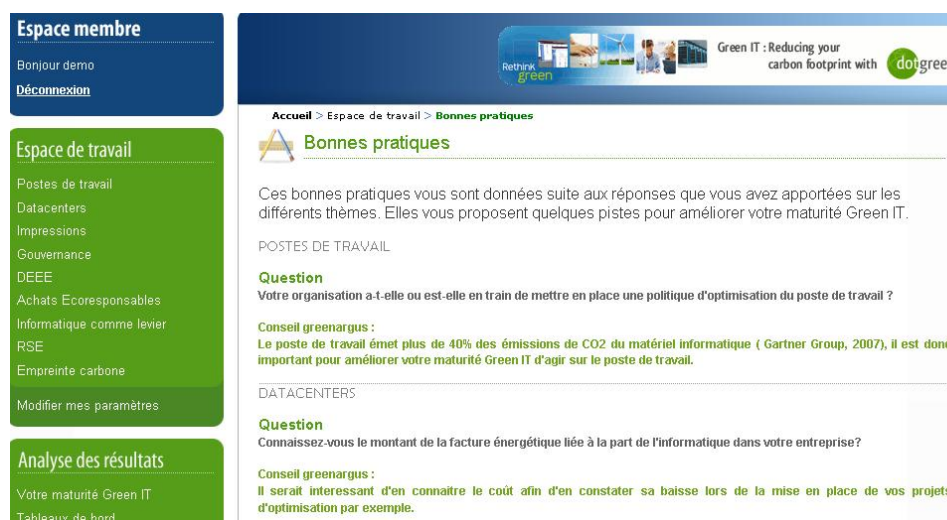 Espace membre
Bonjour demo
Déconnexion
Espace de travail
Postes de travail
Datacenters
Impressions
Gouvernance
DEEE
Achats Ecoresponsables
Informatique comme levier
RSE
Empreinte carbone
Modifier mes paramètres
Analyse des résultats
Votre maturité Green IT
Tableaux de bord
Rethink
green
Green IT : Reducing your
carbon footprint with
dotgree
Accueil > Espace de travail > Bonnes pratiques
Bonnes pratiques
Ces bonnes pratiques vous sont données suite aux réponses que vous avez apportées sur les
différents thèmes. Elles vous proposent quelques pistes pour améliorer votre maturité Green IT.
POSTES DE TRAVAIL
Question
Votre organisation a-t-elle ou est-elle en train de mettre en place une politique d'optimisation du poste de travail ?
Conseil greenargus :
Le poste de travail émet plus de 40% des émissions de CO2 du matériel informatique ( Gartner Group, 2007), il est donc
important pour améliorer votre maturité Green IT d'agir sur le poste de travail.
DATACENTERS
Question
Connaissez-vous le montant de la facture énergétique liée à la part de l'informatique dans votre entreprise?
Conseil greenargus :
Il serait interessant d'en connaitre le coût afin d'en constater sa baisse lors de la mise en place de vos projets
d'optimisation par exemple.